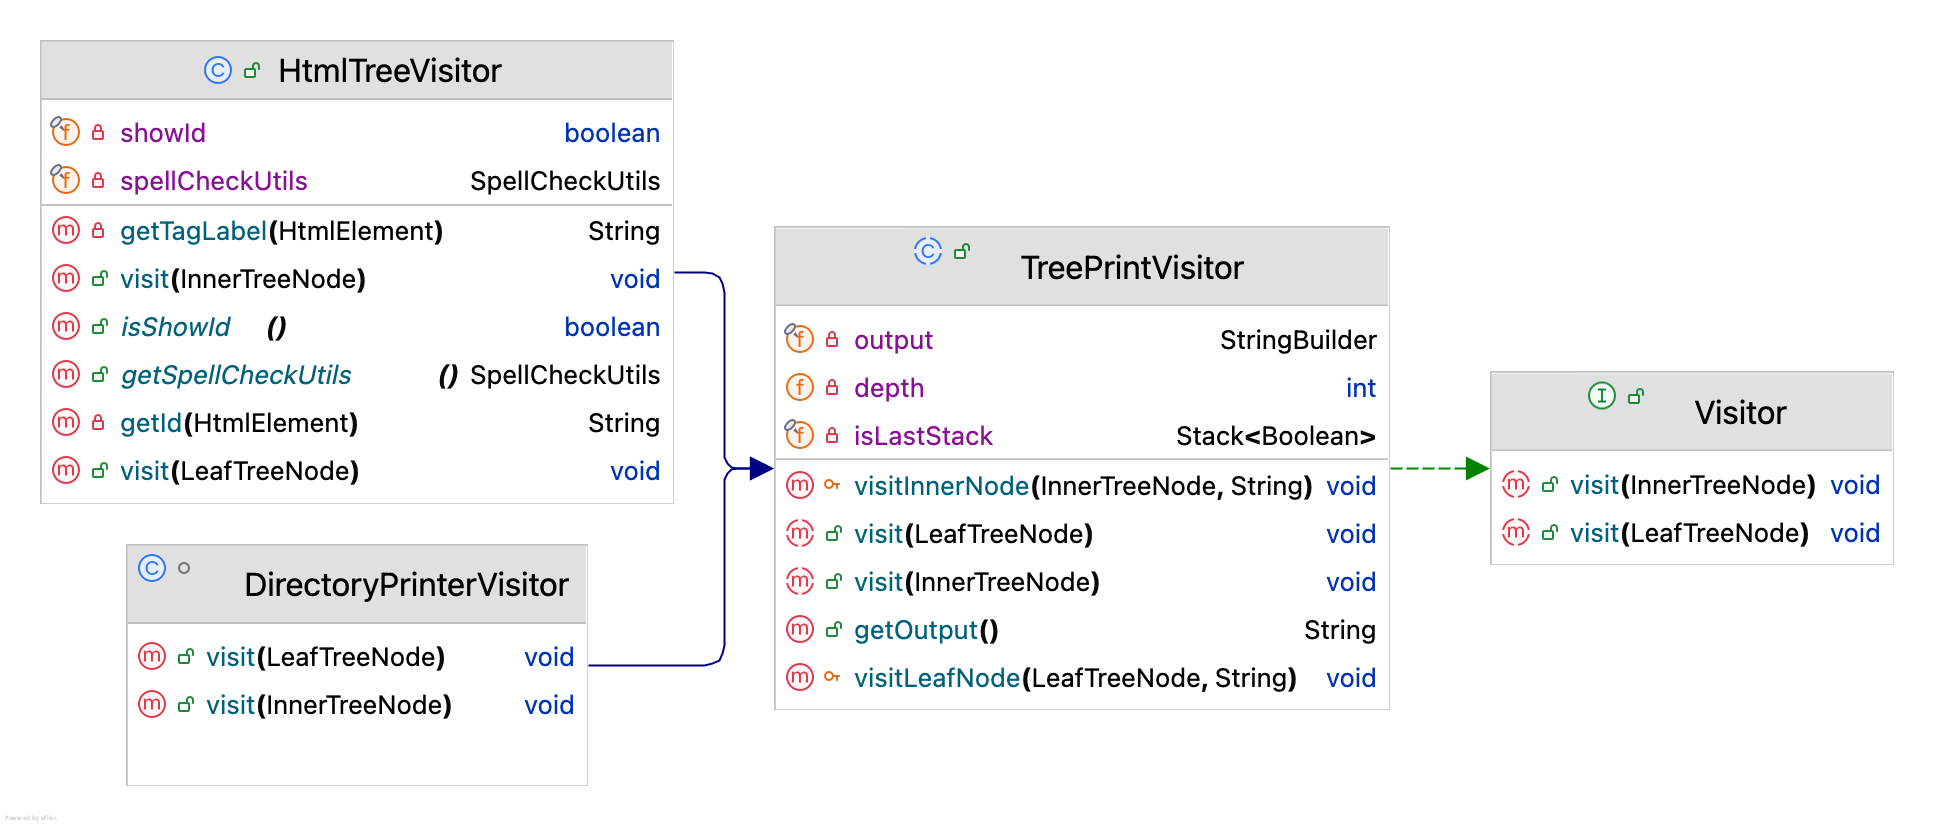 HtmlTreeVisitor
showId boolean
spellCheckUtils SpellCheckUtils
getTagLabel(HtmlElement) String
visit(InnerTreeNode) void
isShowId () boolean
getSpellCheckUtils () SpellCheckUtils
getId(HtmlElement) String
visit(LeafTreeNode) void
DirectoryPrinterVisitor
visit(LeafTreeNode) void
visit(InnerTreeNode) void
TreePrintVisitor
output StringBuilder
depth int
isLastStack Stack<Boolean>
visitInnerNode(InnerTreeNode, String) void
visit(LeafTreeNode) void
visit(InnerTreeNode) void
getOutput() String
visitLeafNode(LeafTreeNode, String) void
Visitor
visit(InnerTreeNode) void
visit(LeafTreeNode) void
Powered by yFiles